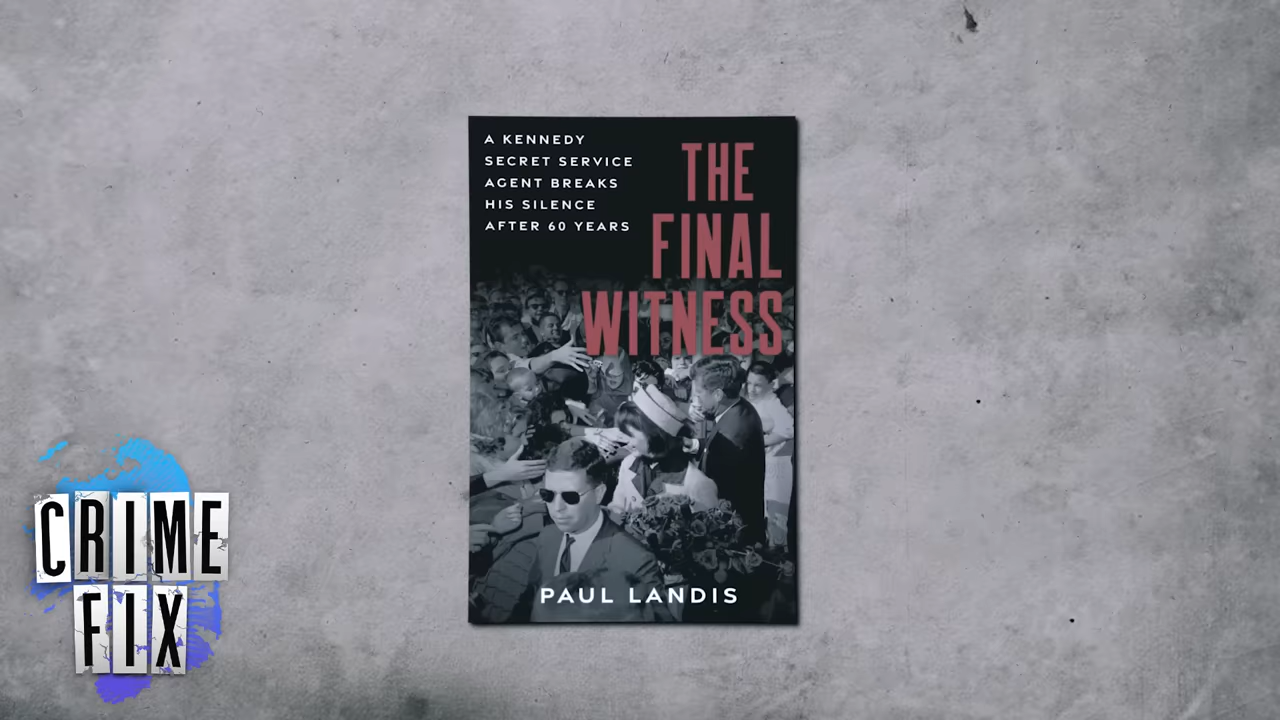 A KENNEDY
SECRET SERVICE
AGENT BREAKS
HIS SILENCE
AFTER 60 YEARS
THE
FINAL
WITNESS
PAUL LANDIS
CRIME
FIX